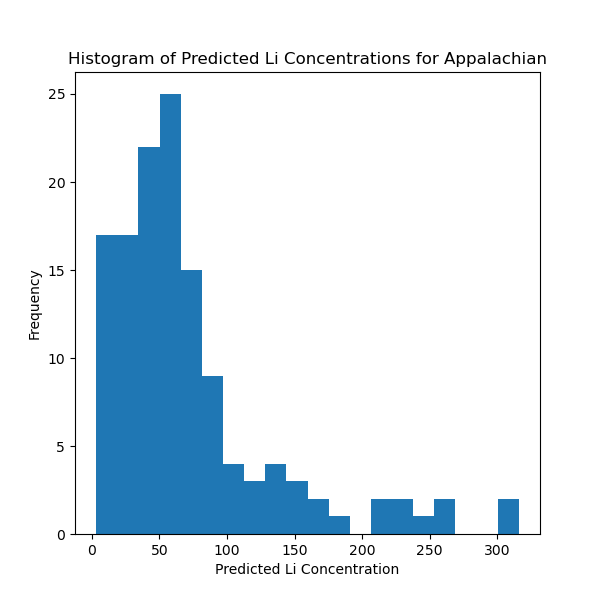 Histogram of Predicted Li Concentrations for Appalachian
25
20
15
10
5
0
Frequency
0 50 100 150 200 250 300
Predicted Li Concentration